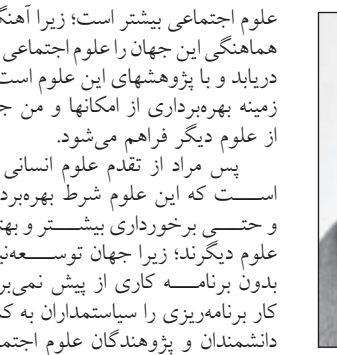 علوم اجتماعی بیشتر است؛ زیرا
هماهنگی این جهان را علوم اجتماعی
دریابد و با پژوهشهای این علوم است
زمینه بهره‌برداری از امکانها و من
از علوم دیگر فراهم می‌شود.
پس مراد از تقدم علوم انسانی
است که این علوم شرط
و حتی برخورداری بیشتر و
علوم دیگرند؛ زیرا جهان
بدون برنامه کاری از پیش
کار برنامه‌ریزی را سیاستمداران به
دانشمندان و پژوهندگان علوم